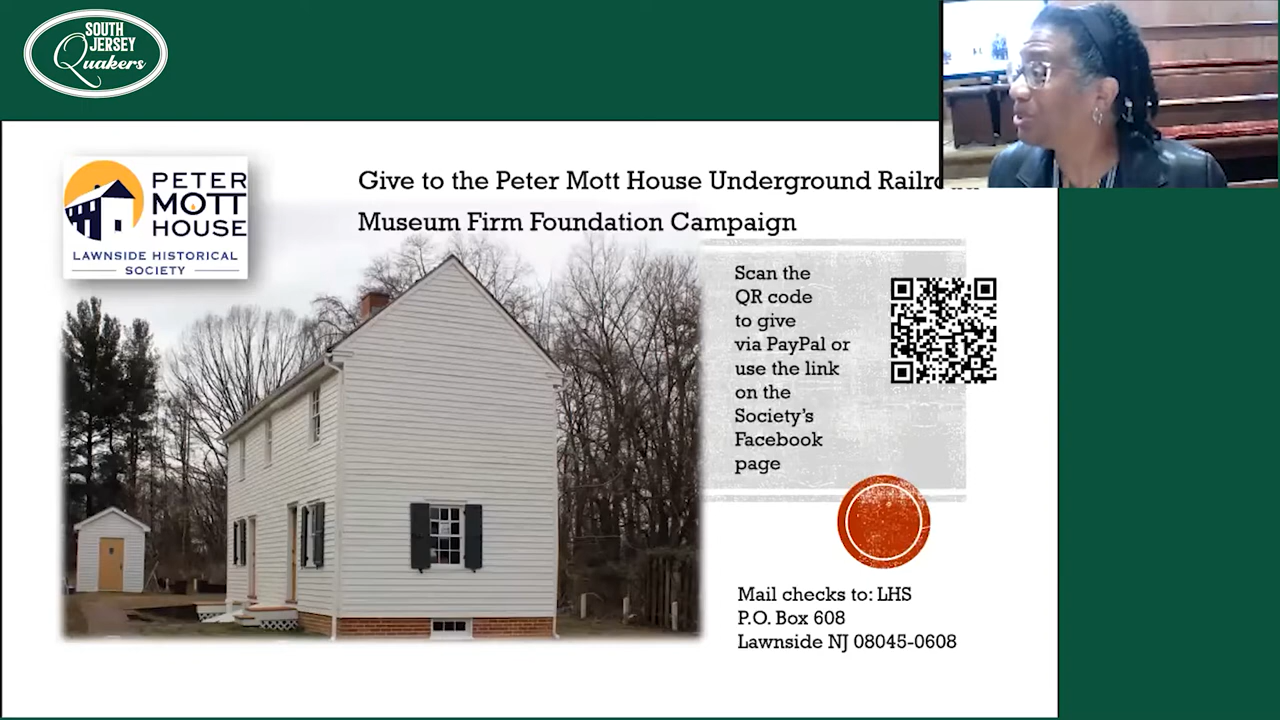 SOUTH
JERSEY
Quakers
PETER
MOTT
HOUSE
LAWNSIDE HISTORICAL
SOCIETY
Give to the Peter Mott House Underground
Museum Firm Foundation Campaign
Scan the
QR code
to give
via PayPal or
use the link
on the
Society's
Facebook
page
Mail checks to: LHS
P.O. Box 608
Lawnside NJ 08045-0608